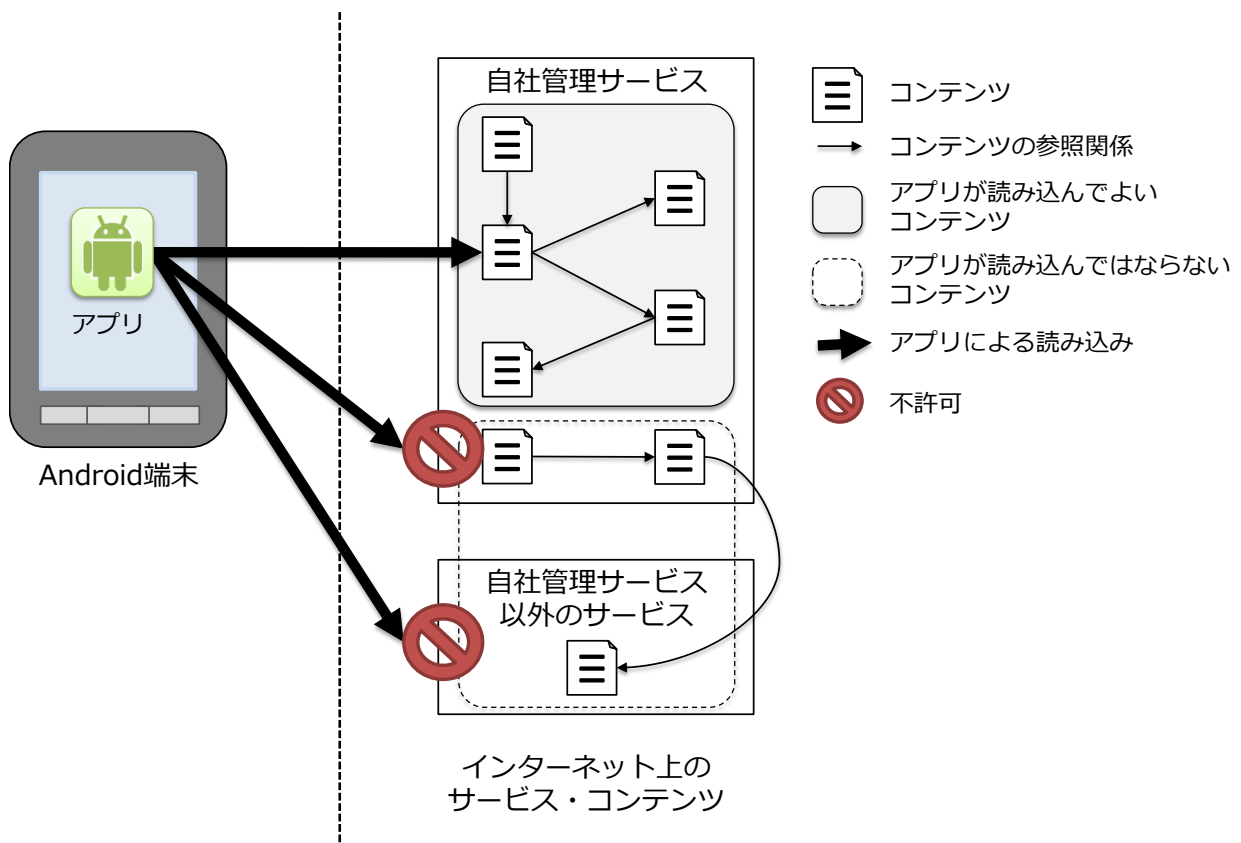 自社管理サービス
アプリ
Android端末
自社管理サービス
以外のサービス
インターネット上の
サービス・コンテンツ
コンテンツ
コンテンツの参照関係
アプリが読み込んでよい
コンテンツ
アプリが読み込んではならない
コンテンツ
アプリによる読み込み
不許可